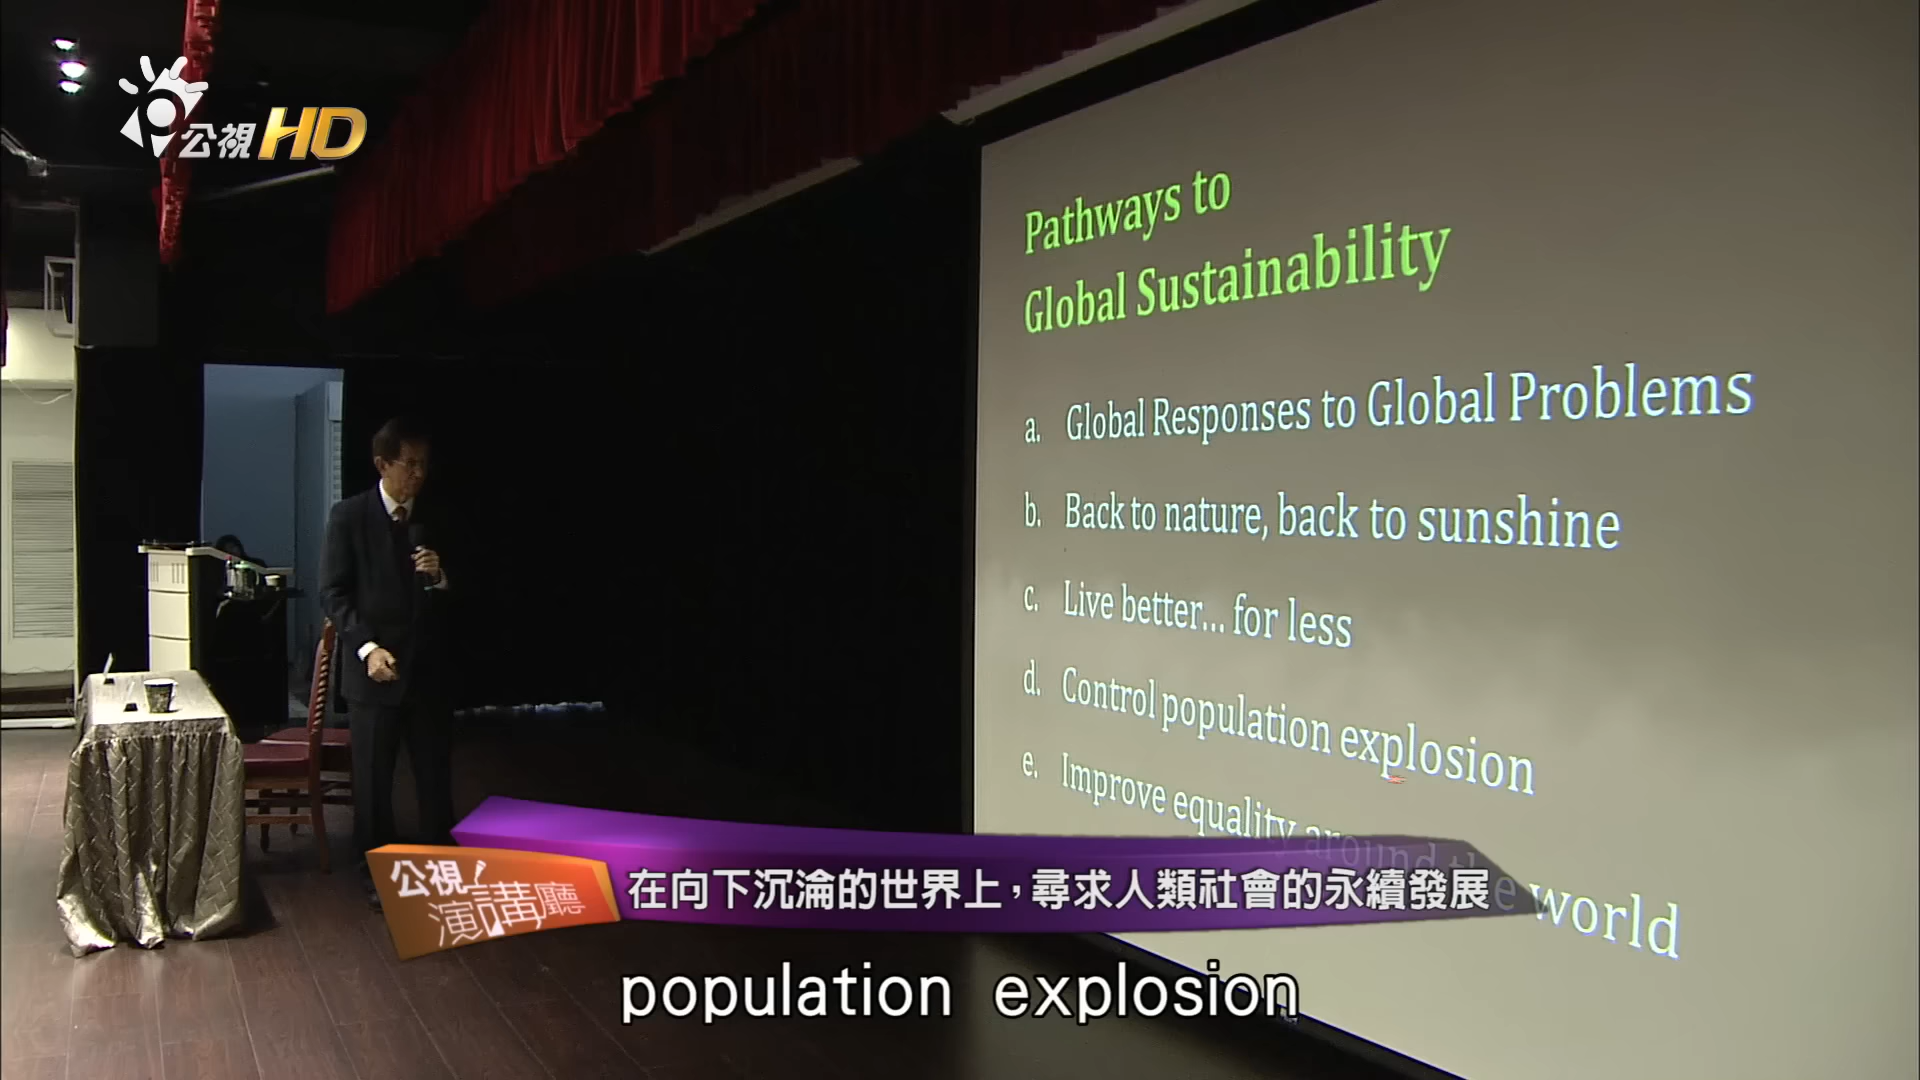 公視HD
Pathways to
Global Sustainability
a. Global Responses to Global Problems
b. Back to nature, back to sunshine
c. Live better... for less
d. Control population explosion
e. Improve equality around the world
公視演講廳
在向下沉淪的世界上，尋求人類社會的永續發展
population explosion